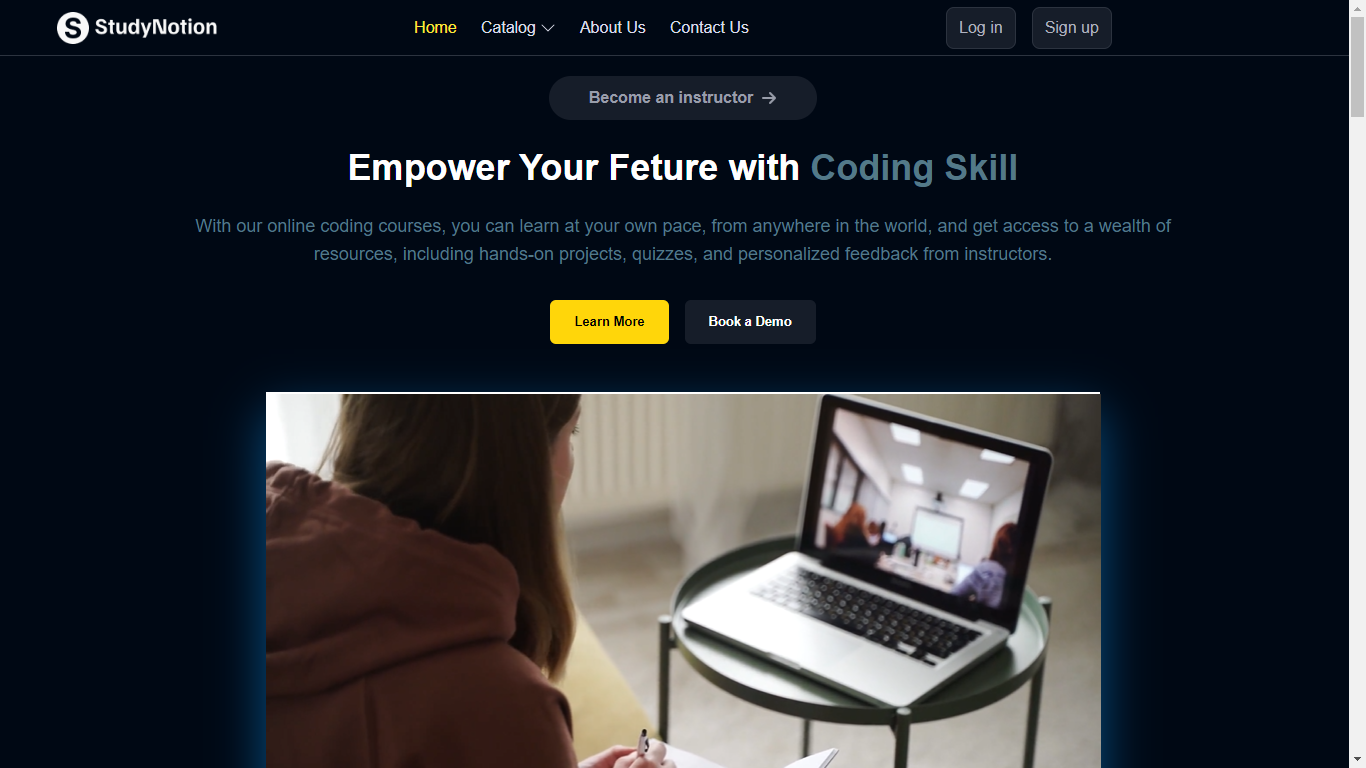 S StudyNotion Home Catalog About Us Contact Us Log in Sign up
Become an instructor →
Empower Your Feture with Coding Skill
With our online coding courses, you can learn at your own pace, from anywhere in the world, and get access to a wealth of
resources, including hands-on projects, quizzes, and personalized feedback from instructors.
Learn More Book a Demo